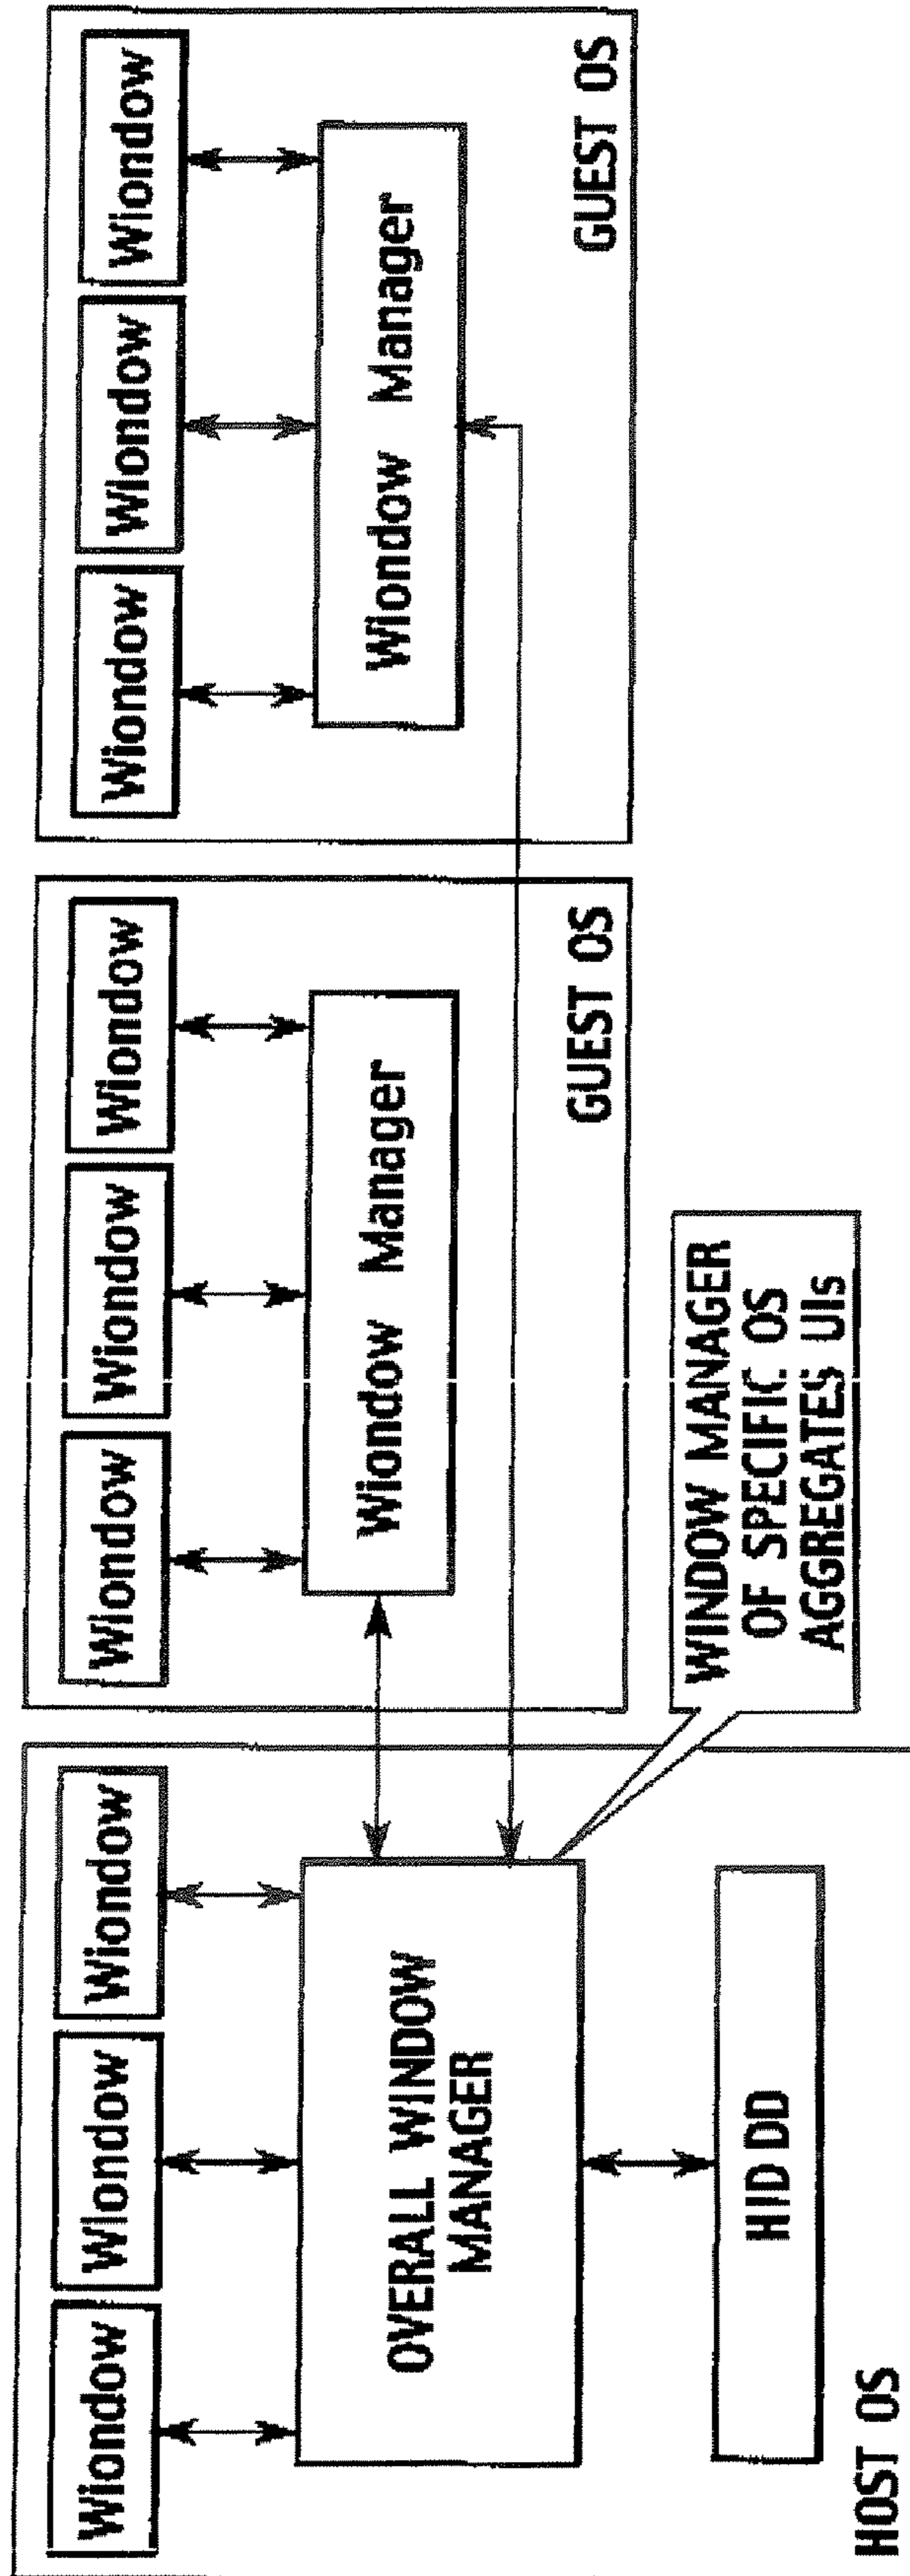 Wiondow
Wiondow
Wiondow
OVERALL WINDOW
MANAGER
HID DD
HOST OS
Wiondow
Wiondow
Wiondow
Wiondow Manager
GUEST OS
WINDOW MANAGER
OF SPECIFIC OS
AGGREGATES UIs
Wiondow
Wiondow
Wiondow
Wiondow Manager
GUEST OS